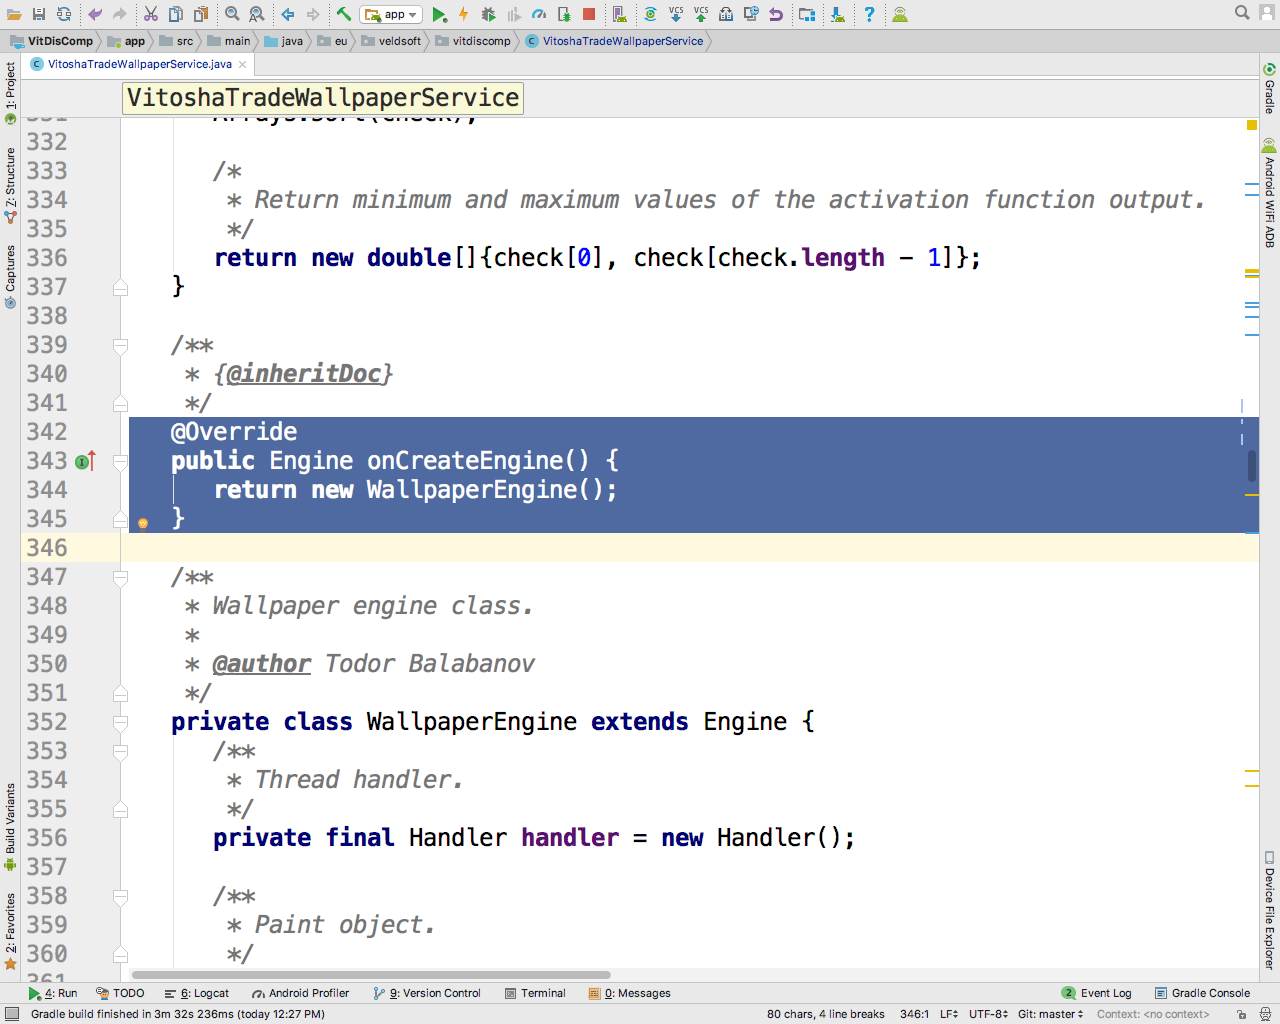 app
VitDisComp app src main java eu veldsoft vitdiscomp VitoshaTradeWallpaperService
VitoshaTradeWallpaperService.java
VitoshaTradeWallpaperService
331 Arrays.sort(check);
332
333 /*
334 * Return minimum and maximum values of the activation function output.
335 */
336 return new double[]{check[0], check[check.length - 1]};
337 }
338
339 /**
340 * {@inheritDoc}
341 */
342 @Override
343 public Engine onCreateEngine() {
344 return new WallpaperEngine();
345 }
346
347 /**
348 * Wallpaper engine class.
349 *
350 * @author Todor Balabanov
351 */
352 private class WallpaperEngine extends Engine {
353 /**
354 * Thread handler.
355 */
356 private final Handler handler = new Handler();
357
358 /**
359 * Paint object.
360 */
361
1: Project
Z: Structure
Captures
Build Variants
2: Favorites
Gradle
Android WiFi ADB
Device File Explorer
4: Run TODO 6: Logcat Android Profiler 9: Version Control Terminal 0: Messages 2 Event Log Gradle Console
Gradle build finished in 3m 32s 236ms (today 12:27 PM) 80 chars, 4 line breaks 346:1 LF UTF-8 Git: master Context: <no context>